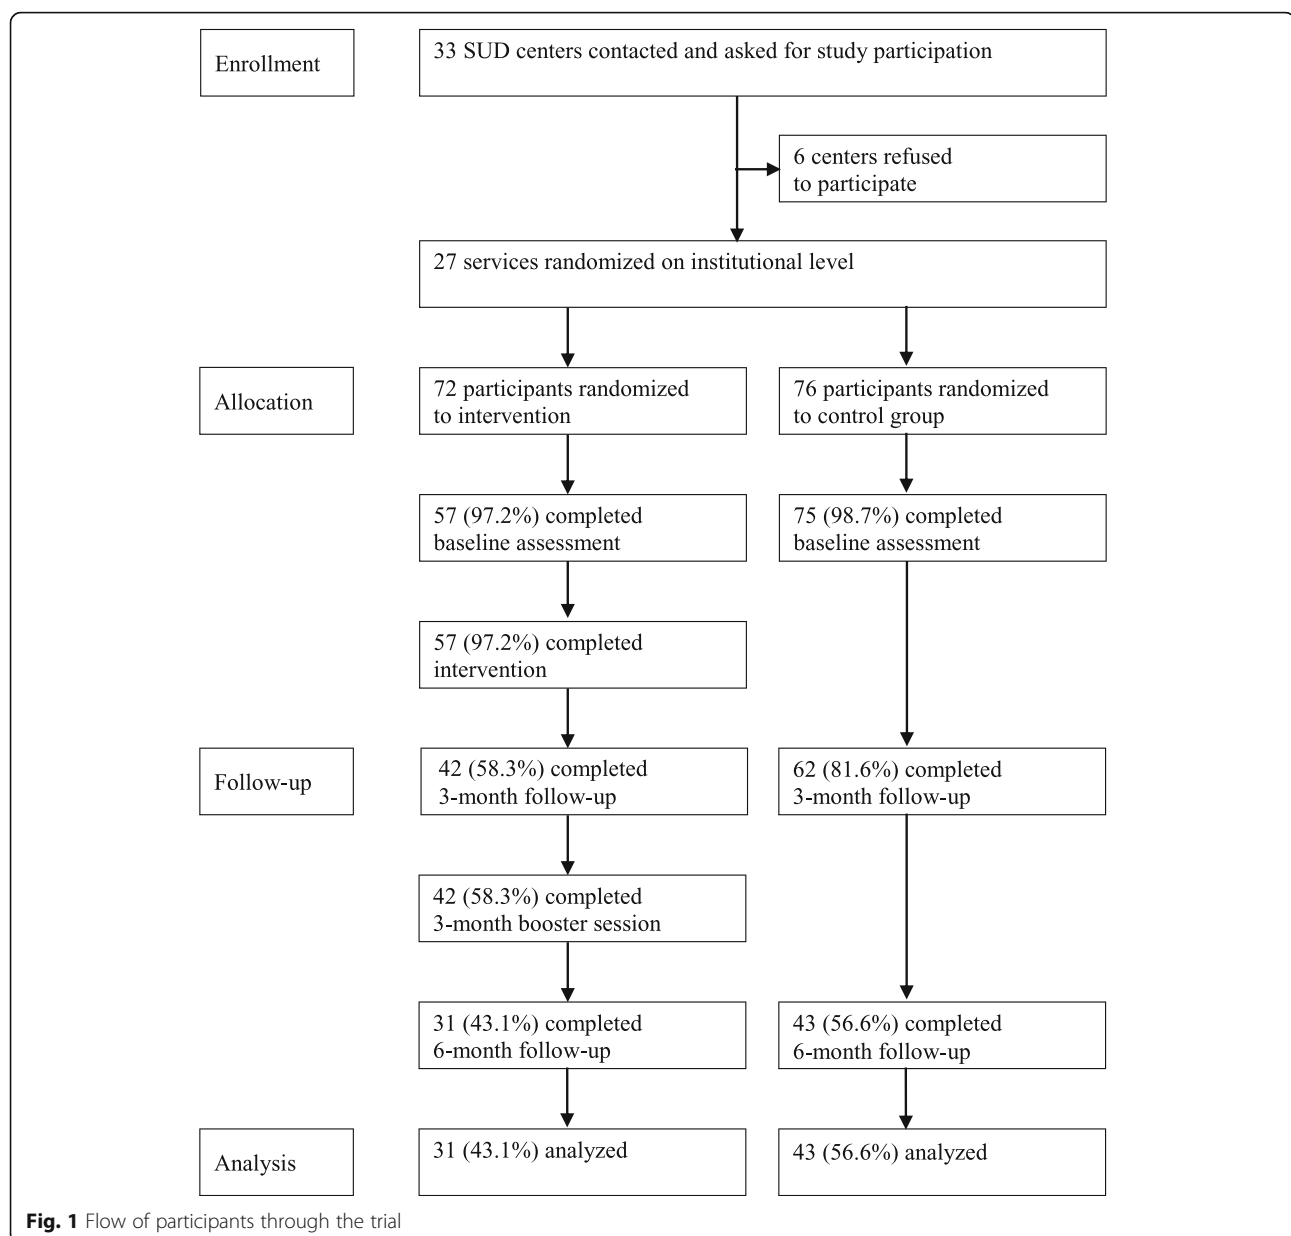 Enrollment
33 SUD centers contacted and asked for study participation
6 centers refused
to participate
27 services randomized on institutional level
Allocation
72 participants randomized
to intervention
76 participants randomized
to control group
57 (97.2%) completed
baseline assessment
75 (98.7%) completed
baseline assessment
57 (97.2%) completed
intervention
Follow-up
42 (58.3%) completed
3-month follow-up
62 (81.6%) completed
3-month follow-up
42 (58.3%) completed
3-month booster session
31 (43.1%) completed
6-month follow-up
43 (56.6%) completed
6-month follow-up
Analysis
31 (43.1%) analyzed
43 (56.6%) analyzed
Fig. 1 Flow of participants through the trial